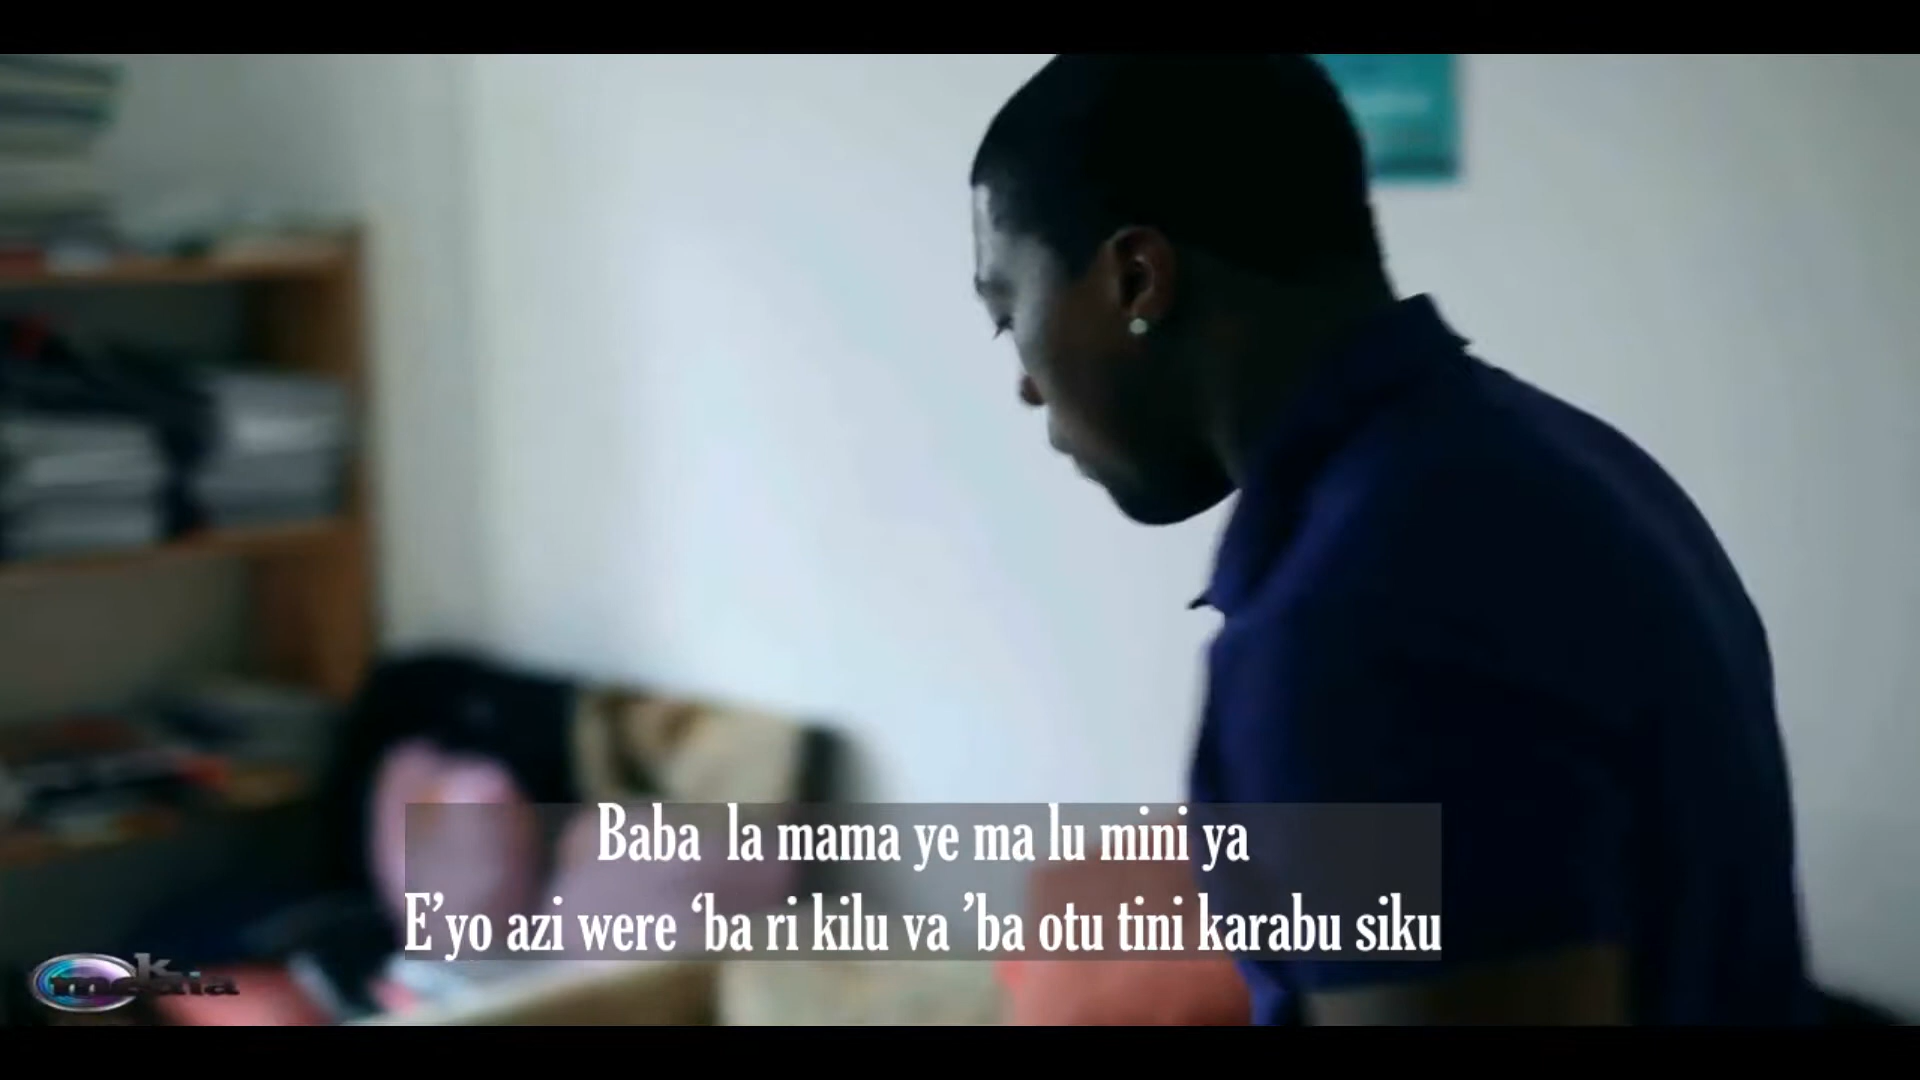 Baba la mama ye ma lu mini ya
E’yo azi were ‘ba ri kilu va ’ba otu tini karabu siku
k
media